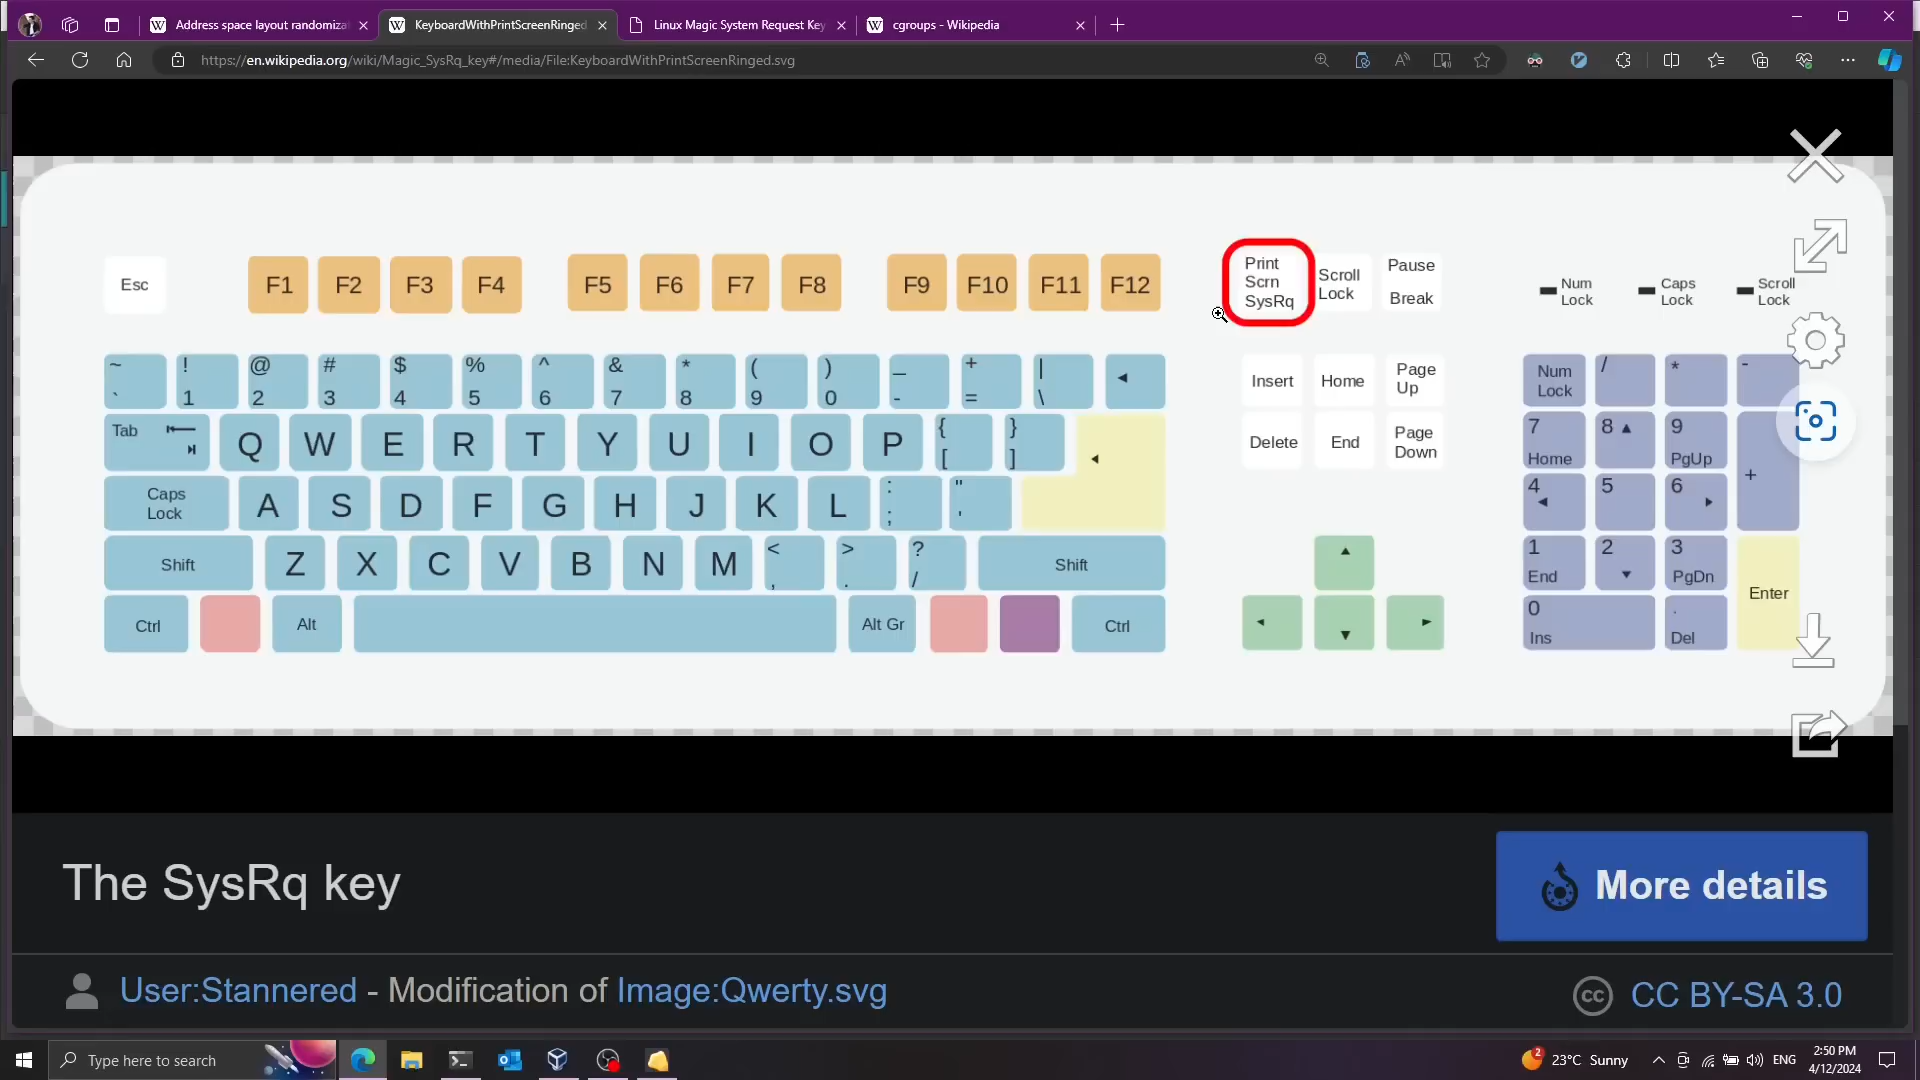 Address space layout randomiza
KeyboardWithPrintScreenRinged
Linux Magic System Request Key
cgroups - Wikipedia
https://en.wikipedia.org/wiki/Magic_SysRq_key#/media/File:KeyboardWithPrintScreenRinged.svg
Esc
F1 F2 F3 F4 F5 F6 F7 F8 F9 F10 F11 F12
Print
Scrn
SysRq
Scroll
Lock
Pause
Break
Num
Lock
Caps
Lock
Scroll
Lock
~ ! @ # $ % ^ & * ( ) _ + |
` 1 2 3 4 5 6 7 8 9 0 - = \
Insert Home Page
Up
Num
Lock
/ * -
Tab Q W E R T Y U I O P { }
[ ]
Delete End Page
Down
7 8 9
Home PgUp
+
Caps
Lock
A S D F G H J K L : "
; '
4 5 6
Shift Z X C V B N M < > ?
, . /
Shift
1 2 3
End PgDn
Enter
Ctrl Alt Alt Gr Ctrl
0 .
Ins Del
The SysRq key
More details
User:Stannered - Modification of Image:Qwerty.svg
cc CC BY-SA 3.0
Type here to search
2
23°C Sunny
ENG
2:50 PM
4/12/2024